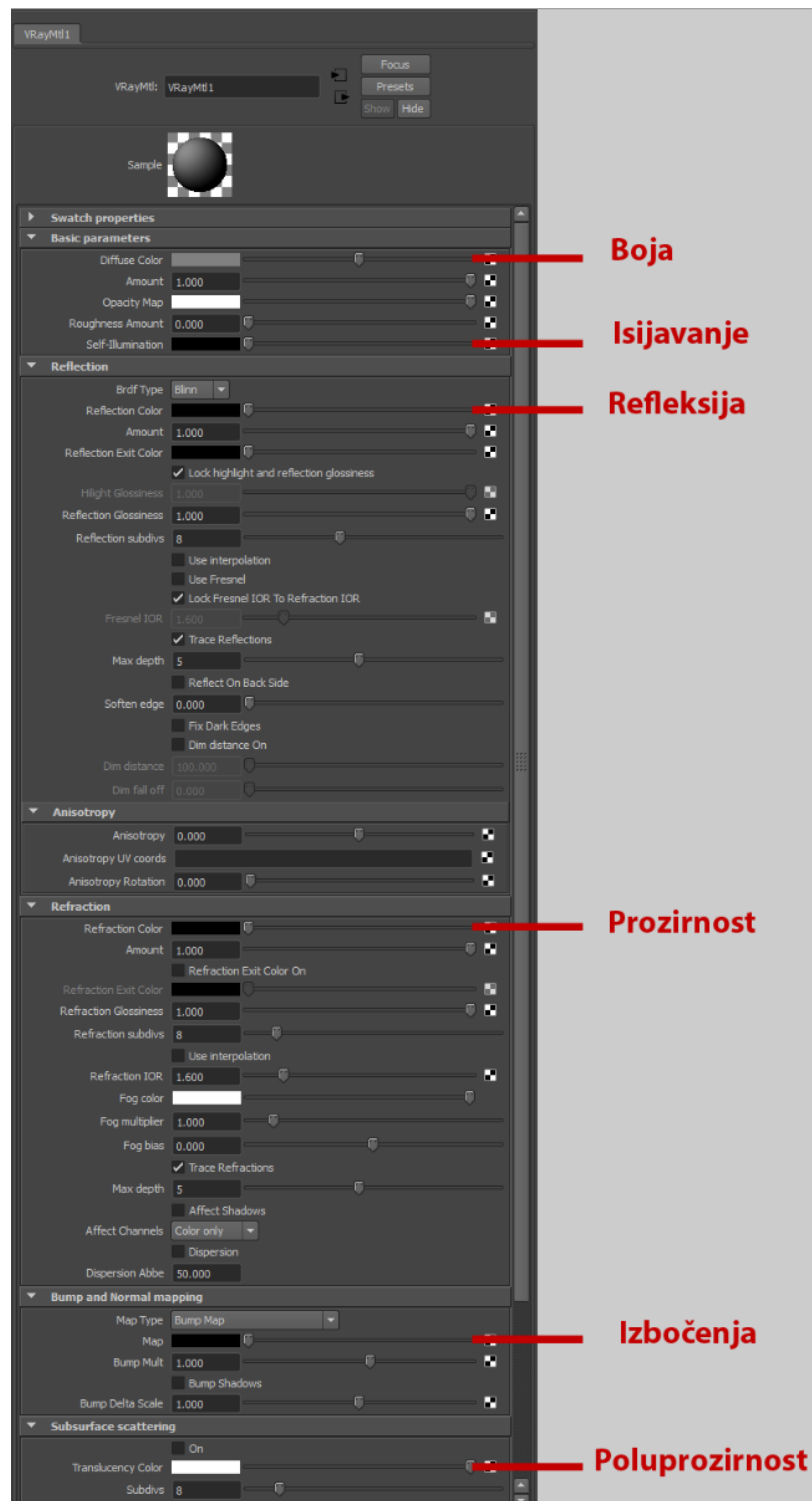 VRayMtl1
Focus
VRayMtl: VRayMtl1 Presets
Show Hide
Sample
Swatch properties
Basic parameters
Diffuse Color Boja
Amount 1.000
Opacity Map
Roughness Amount 0.000
Self-Illumination Isijavanje
Reflection
Brdf Type Blinn
Reflection Color Refleksija
Amount 1.000
Reflection Exit Color
Lock highlight and reflection glossiness
Hilight Glossiness 1.000
Reflection Glossiness 1.000
Reflection subdivs 8
Use interpolation
Use Fresnel
Lock Fresnel IOR To Refraction IOR
Fresnel IOR 1.600
Trace Reflections
Max depth 5
Reflect On Back Side
Soften edge 0.000
Fix Dark Edges
Dim distance On
Dim distance 100.000
Dim fall off 0.000
Anisotropy
Anisotropy 0.000
Anisotropy UV coords
Anisotropy Rotation 0.000
Refraction
Refraction Color Prozirnost
Amount 1.000
Refraction Exit Color On
Refraction Exit Color
Refraction Glossiness 1.000
Refraction subdivs 8
Use interpolation
Refraction IOR 1.600
Fog color
Fog multiplier 1.000
Fog bias 0.000
Trace Refractions
Max depth 5
Affect Shadows
Affect Channels Color only
Dispersion
Dispersion Abbe 50.000
Bump and Normal mapping
Map Type Bump Map
Map Izbočenja
Bump Mult 1.000
Bump Shadows
Bump Delta Scale 1.000
Subsurface scattering
On
Translucency Color Poluprozirnost
Subdivs 8